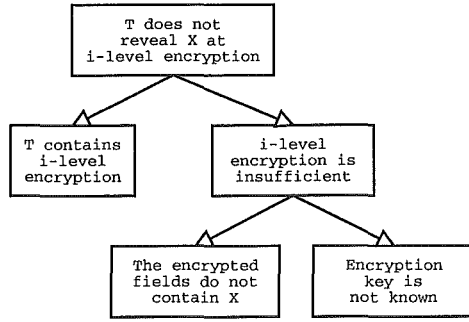 T does not
reveal X at
i-level encryption
T contains
i-level
encryption
i-level
encryption is
insufficient
The encrypted
fields do not
contain X
Encryption
key is
not known